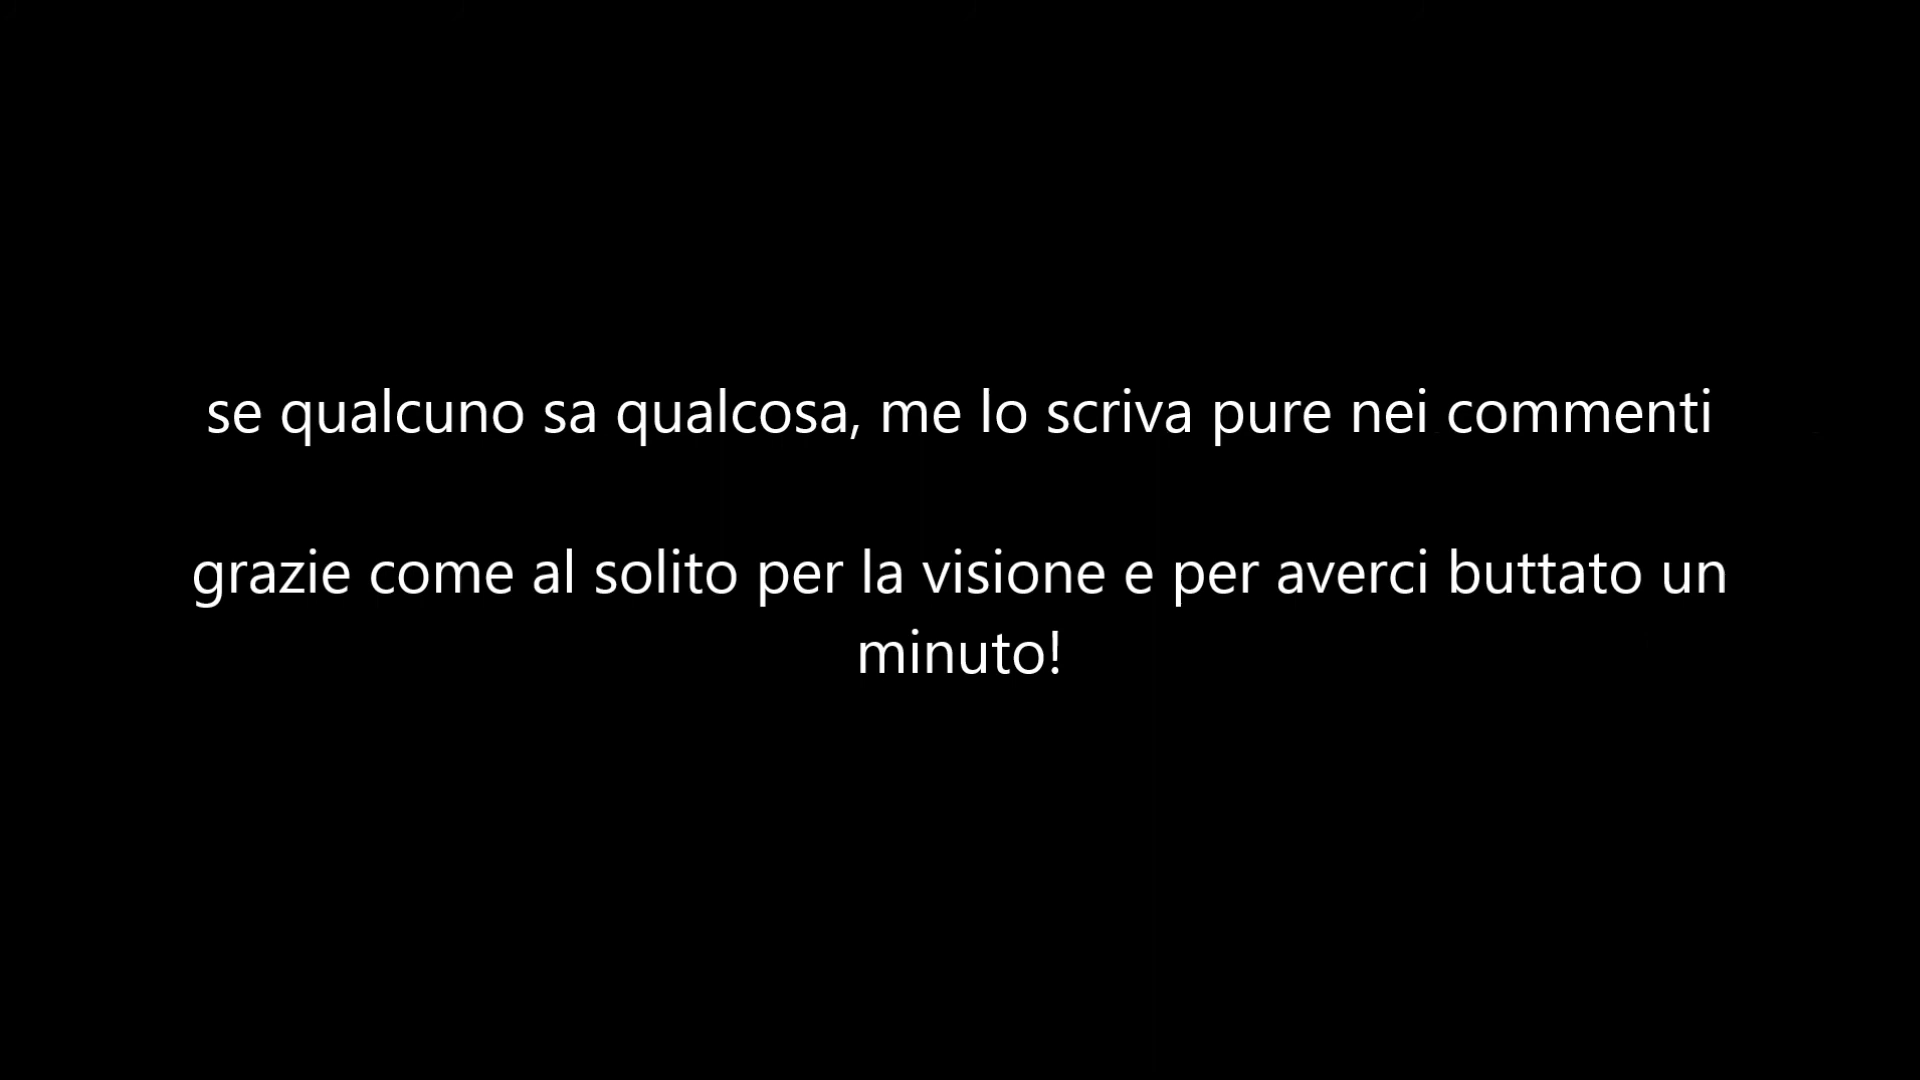 se qualcuno sa qualcosa, me lo scriva pure nei commenti
grazie come al solito per la visione e per averci buttato un
minuto!